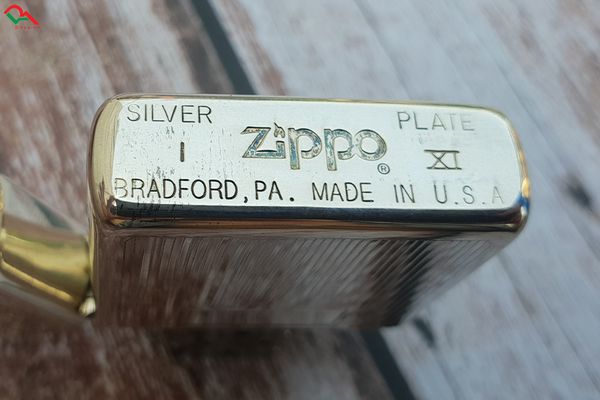 SILVER PLATE
I zippo® XI
BRADFORD, PA. MADE IN U.S.A